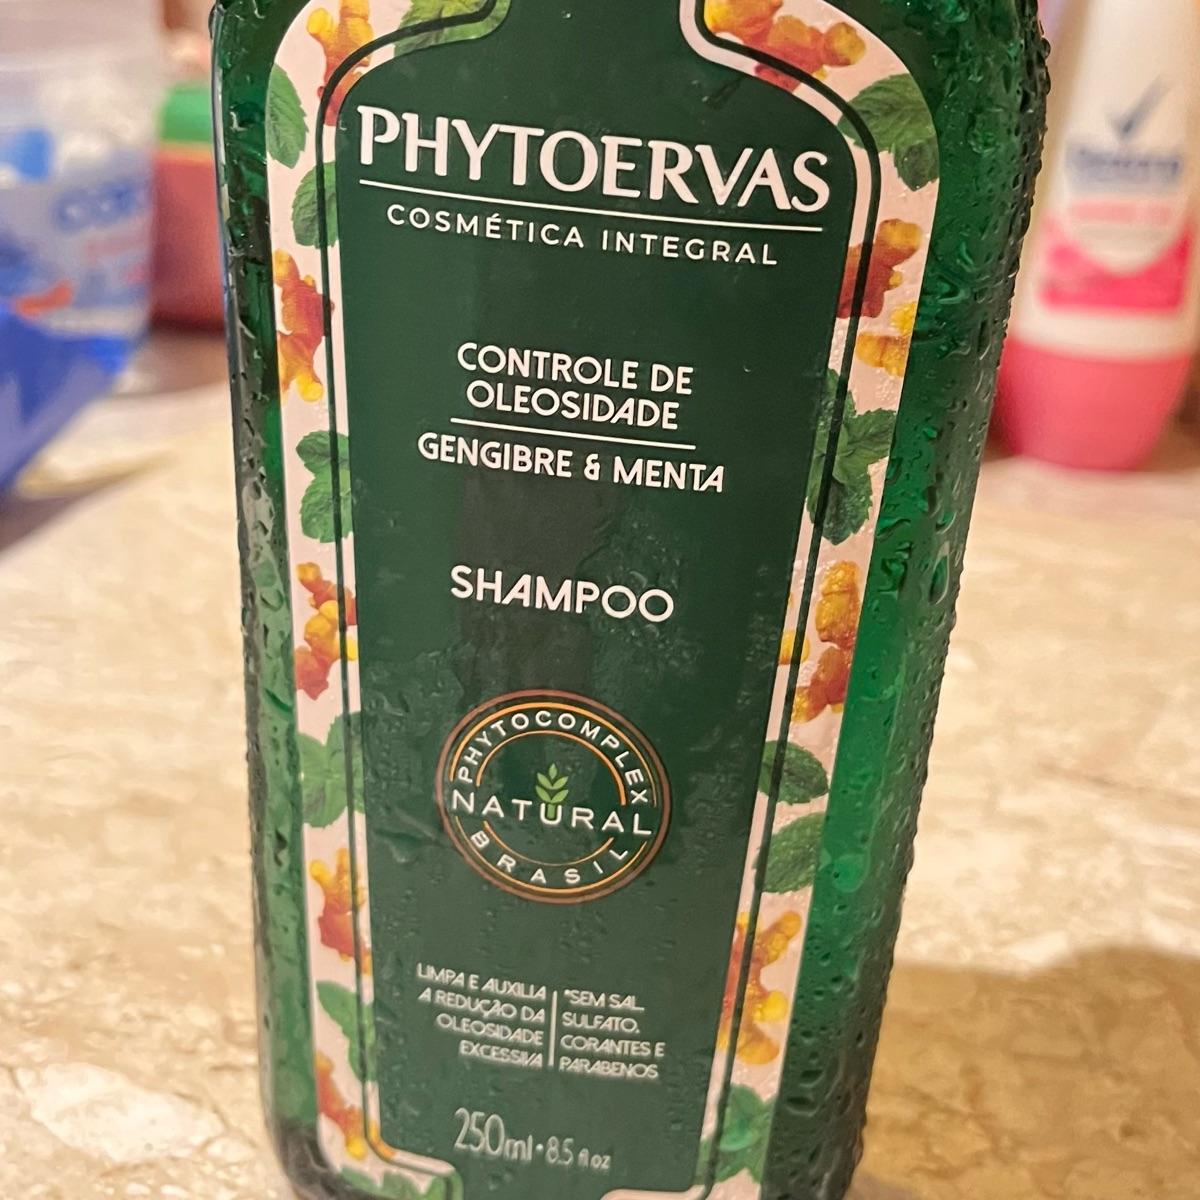 PHYTOERVAS
COSMÉTICA INTEGRAL
CONTROLE DE
OLEOSIDADE
GENGIBRE & MENTA
SHAMPOO
PHYTOCOMPLEX
NATURAL
BRASIL
LIMPA E AUXILIA
A REDUÇÃO DA
OLEOSIDADE
EXCESSIVA
*SEM SAL,
SULFATO,
CORANTES E
PARABENOS
250ml • 8.5 fl oz